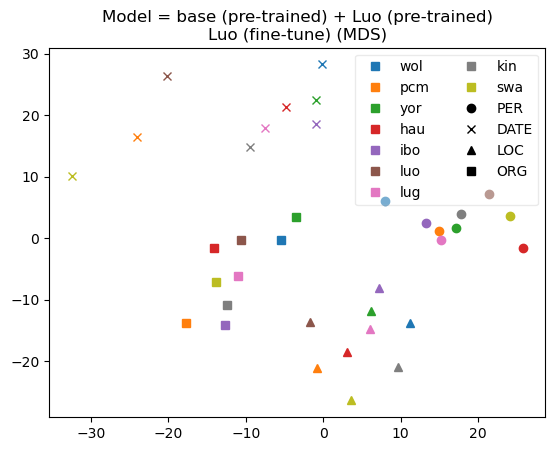 Model = base (pre-trained) + Luo (pre-trained)
Luo (fine-tune) (MDS)
30
20
10
0
−10
−20
−30
−20
−10
0
10
20
wol
pcm
yor
hau
ibo
luo
lug
kin
swa
PER
DATE
LOC
ORG